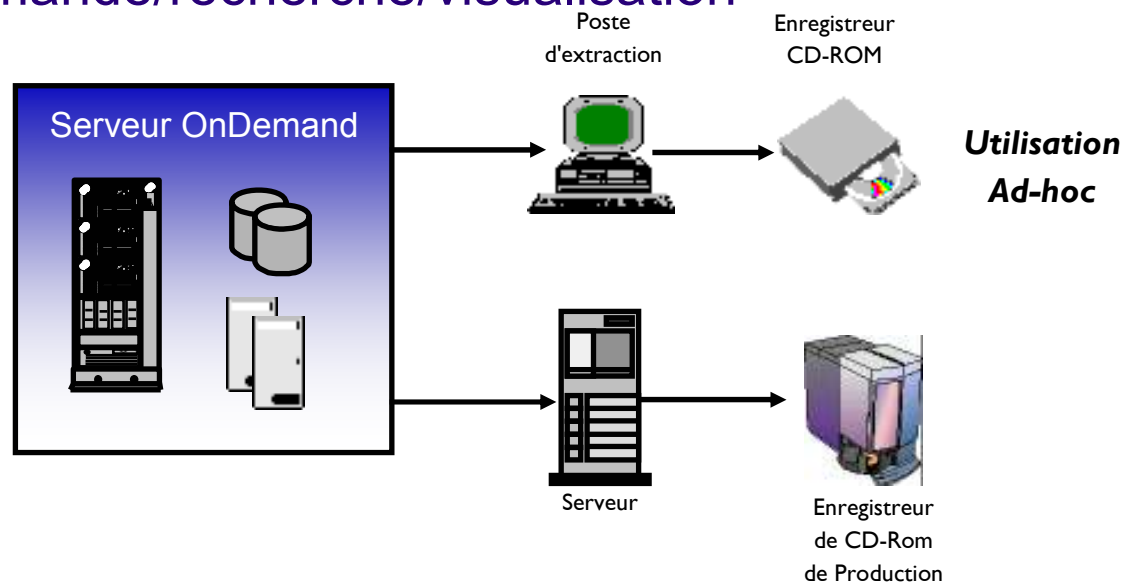 Poste
d'extraction
Enregistreur
CD-ROM
Serveur OnDemand
Utilisation
Ad-hoc
Serveur
Enregistreur
de CD-Rom
de Production